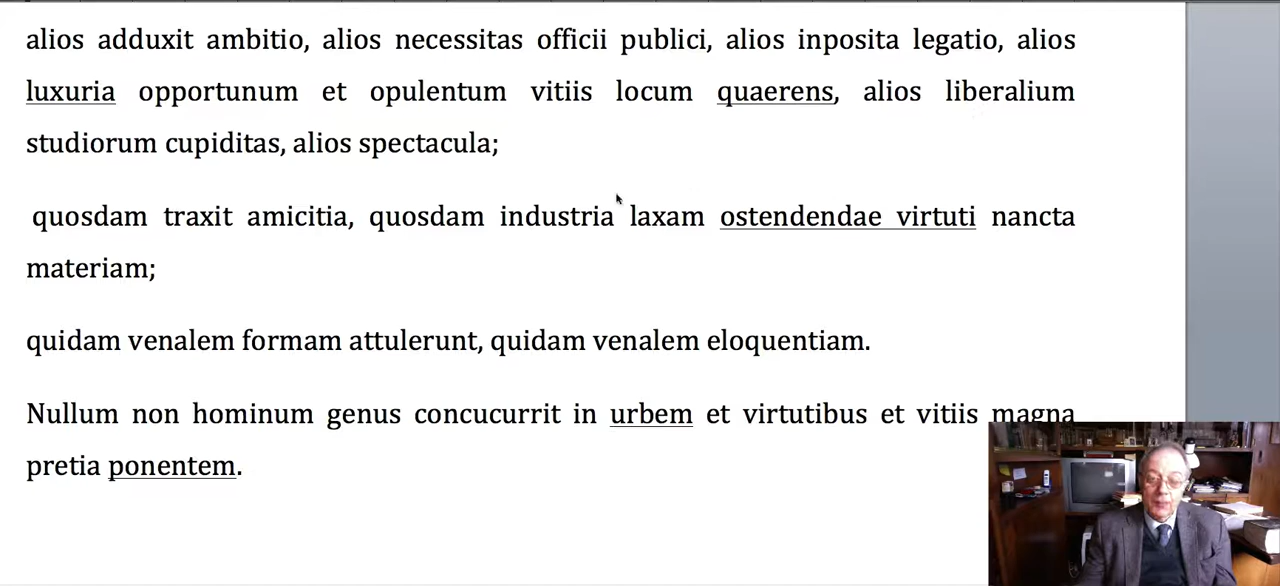 alios adduxit ambitio, alios necessitas officii publici, alios inposita legatio, alios
luxuria opportunum et opulentum vitiis locum quaerens, alios liberalium
studiorum cupiditas, alios spectacula;
quosdam traxit amicitia, quosdam industria laxam ostendendae virtuti nancta
materiam;
quidam venalem formam attulerunt, quidam venalem eloquentiam.
Nullum non hominum genus concucurrit in urbem et virtutibus et vitiis magna
pretia ponentem.